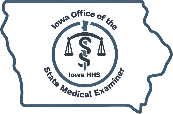 Iowa Office of the
Iowa HHS
State Medical Examiner